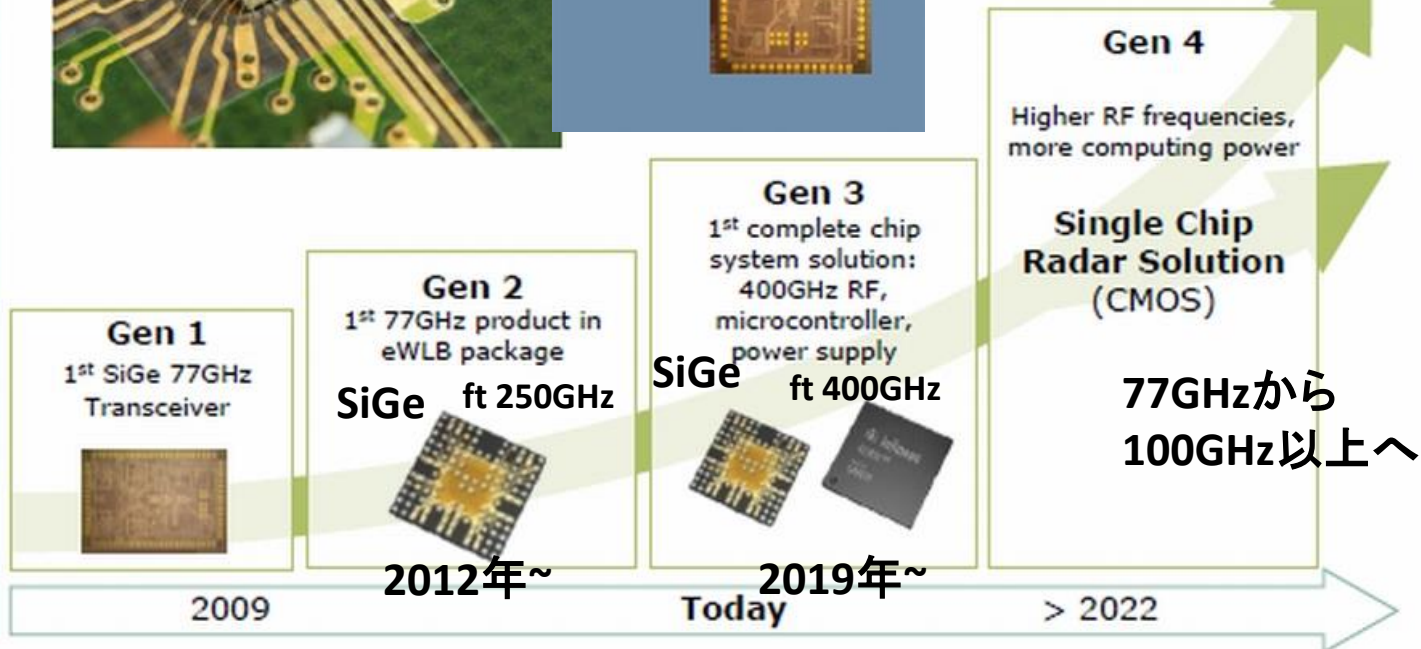 Gen 1
1st SiGe 77GHz
Transceiver
Gen 2
1st 77GHz product in
eWLB package
SiGe ft 250GHz
2012年~
Gen 3
1st complete chip
system solution:
400GHz RF,
microcontroller,
power supply
SiGe ft 400GHz
infineon
2019年~
Gen 4
Higher RF frequencies,
more computing power
Single Chip
Radar Solution
(CMOS)
77GHzから
100GHz以上へ
2009
Today
> 2022